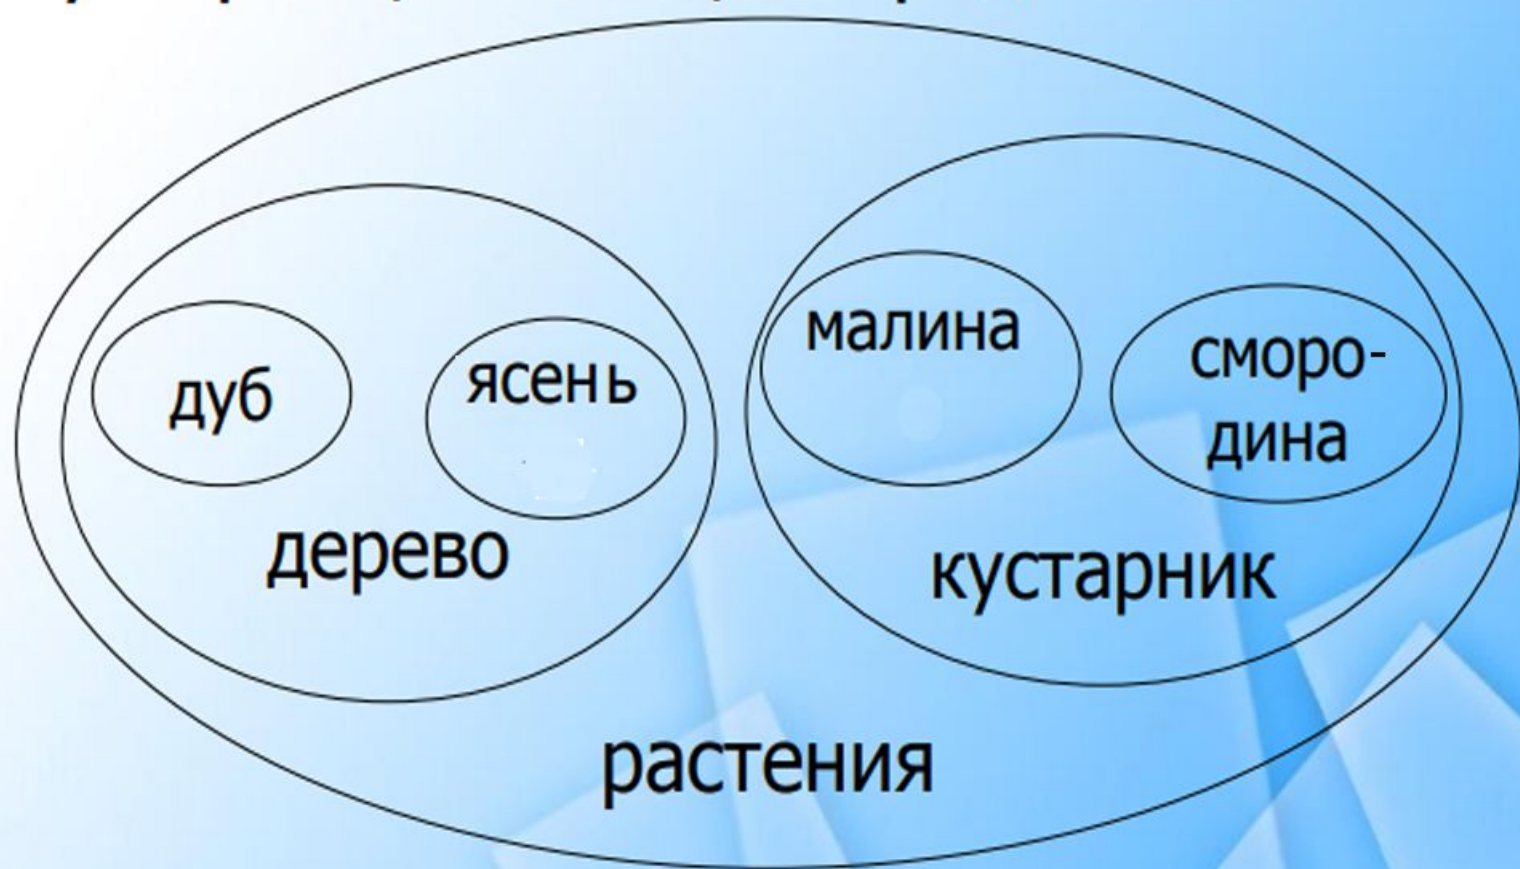 дуб
ясень
дерево
малина
сморо-
дина
кустарник
растения